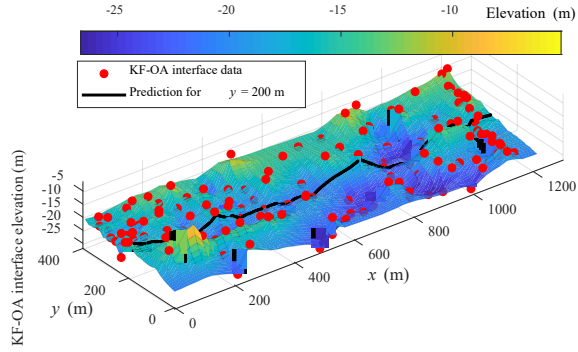 Elevation (m)
-25 -20 -15 -10
KF-OA interface data
Prediction for y = 200 m
KF-OA interface elevation (m)
-5
-10
-15
-20
-25
400
200
0
y (m)
0
200
400
600
800
1000
1200
x (m)